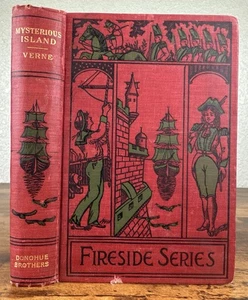 MYSTERIOUS
ISLAND
VERNE
DONOHUE
BROTHERS
FIRESIDE SERIES